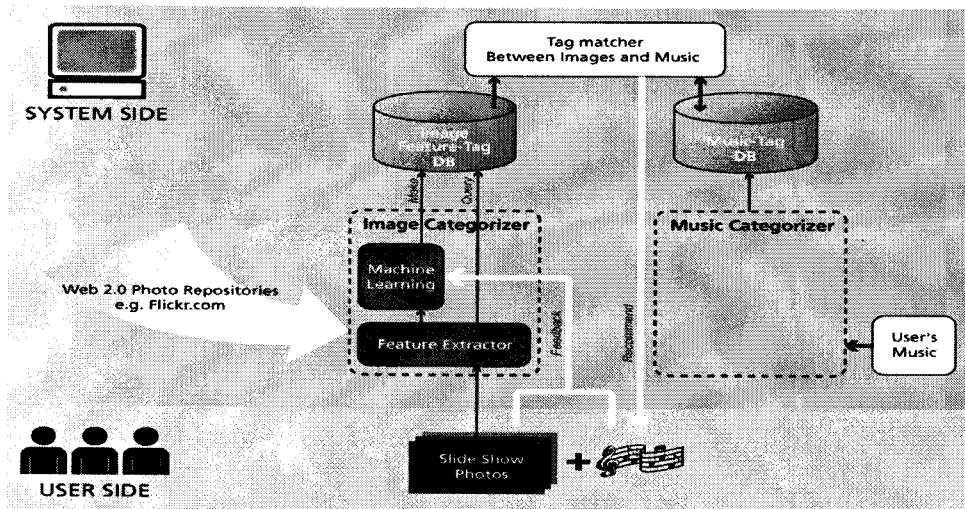 Tag matcher
Between Images and Music
SYSTEM SIDE
Image
Feature-Tag
DB
Music-Tag
DB
Make
Query
Image Categorizer
Music Categorizer
Machine
Learning
Web 2.0 Photo Repositories
e.g. Flickr.com
Feature Extractor
Feedback
Recommend
User's
Music
Slide Show
Photos
+
USER SIDE